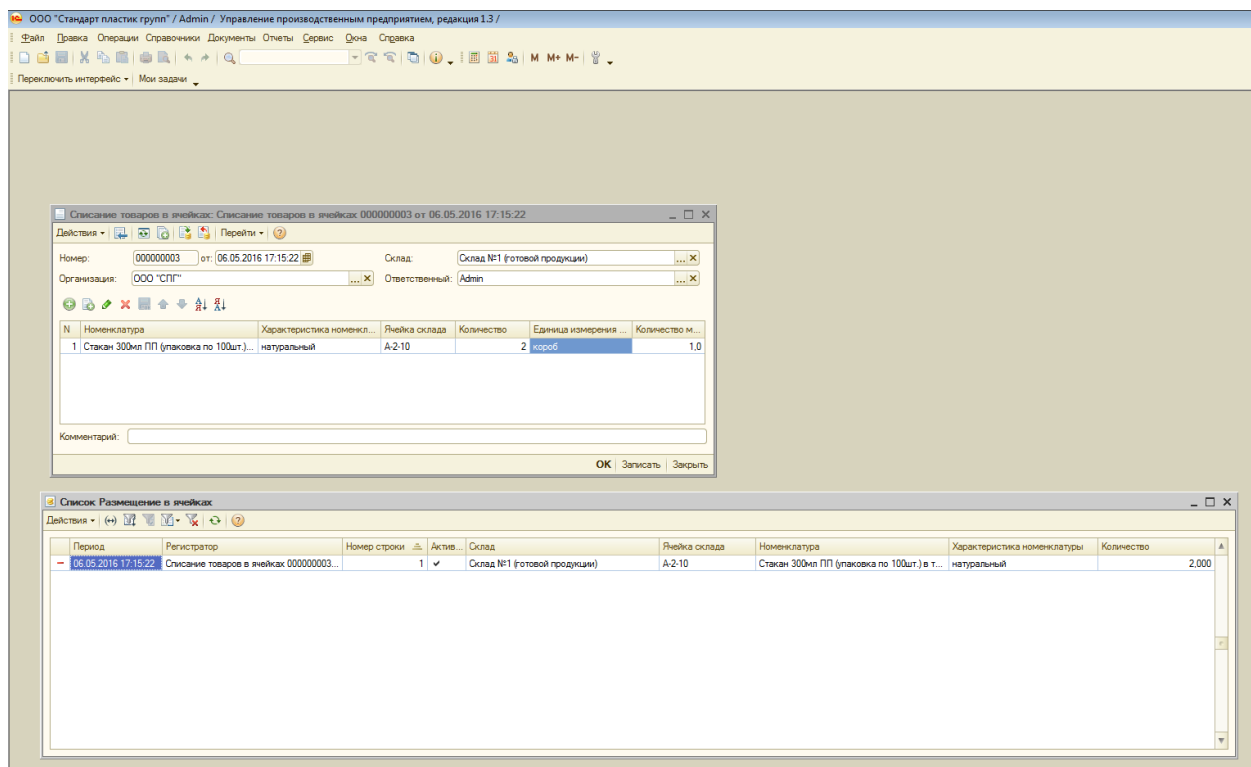 ООО "Стандарт пластик групп" / Admin / Управление производственным предприятием, редакция 1.3 /
Файл Правка Операции Справочники Документы Отчеты Сервис Окна Справка
31 M M+ M-
Переключить интерфейс Мои задачи
Списание товаров в ячейках: Списание товаров в ячейках 000000003 от 06.05.2016 17:15:22
Действия Перейти
Номер: 000000003 от: 06.05.2016 17:15:22 Склад: Склад №1 (готовой продукции) ... ×
Организация: ООО "СПГ" ... × Ответственный: Admin ... ×
N Номенклатура Характеристика номенкл... Ячейка склада Количество Единица измерения ... Количество м...
1 Стакан 300мл ПП (упаковка по 100шт.)... натуральный А-2-10 2 короб 1,0
Комментарий:
OK Записать Закрыть
Список Размещение в ячейках
Действия
Период Регистратор Номер строки Актив... Склад Ячейка склада Номенклатура Характеристика номенклатуры Количество
06.05.2016 17:15:22 Списание товаров в ячейках 000000003... 1 Склад №1 (готовой продукции) А-2-10 Стакан 300мл ПП (упаковка по 100шт.) в т... натуральный 2,000